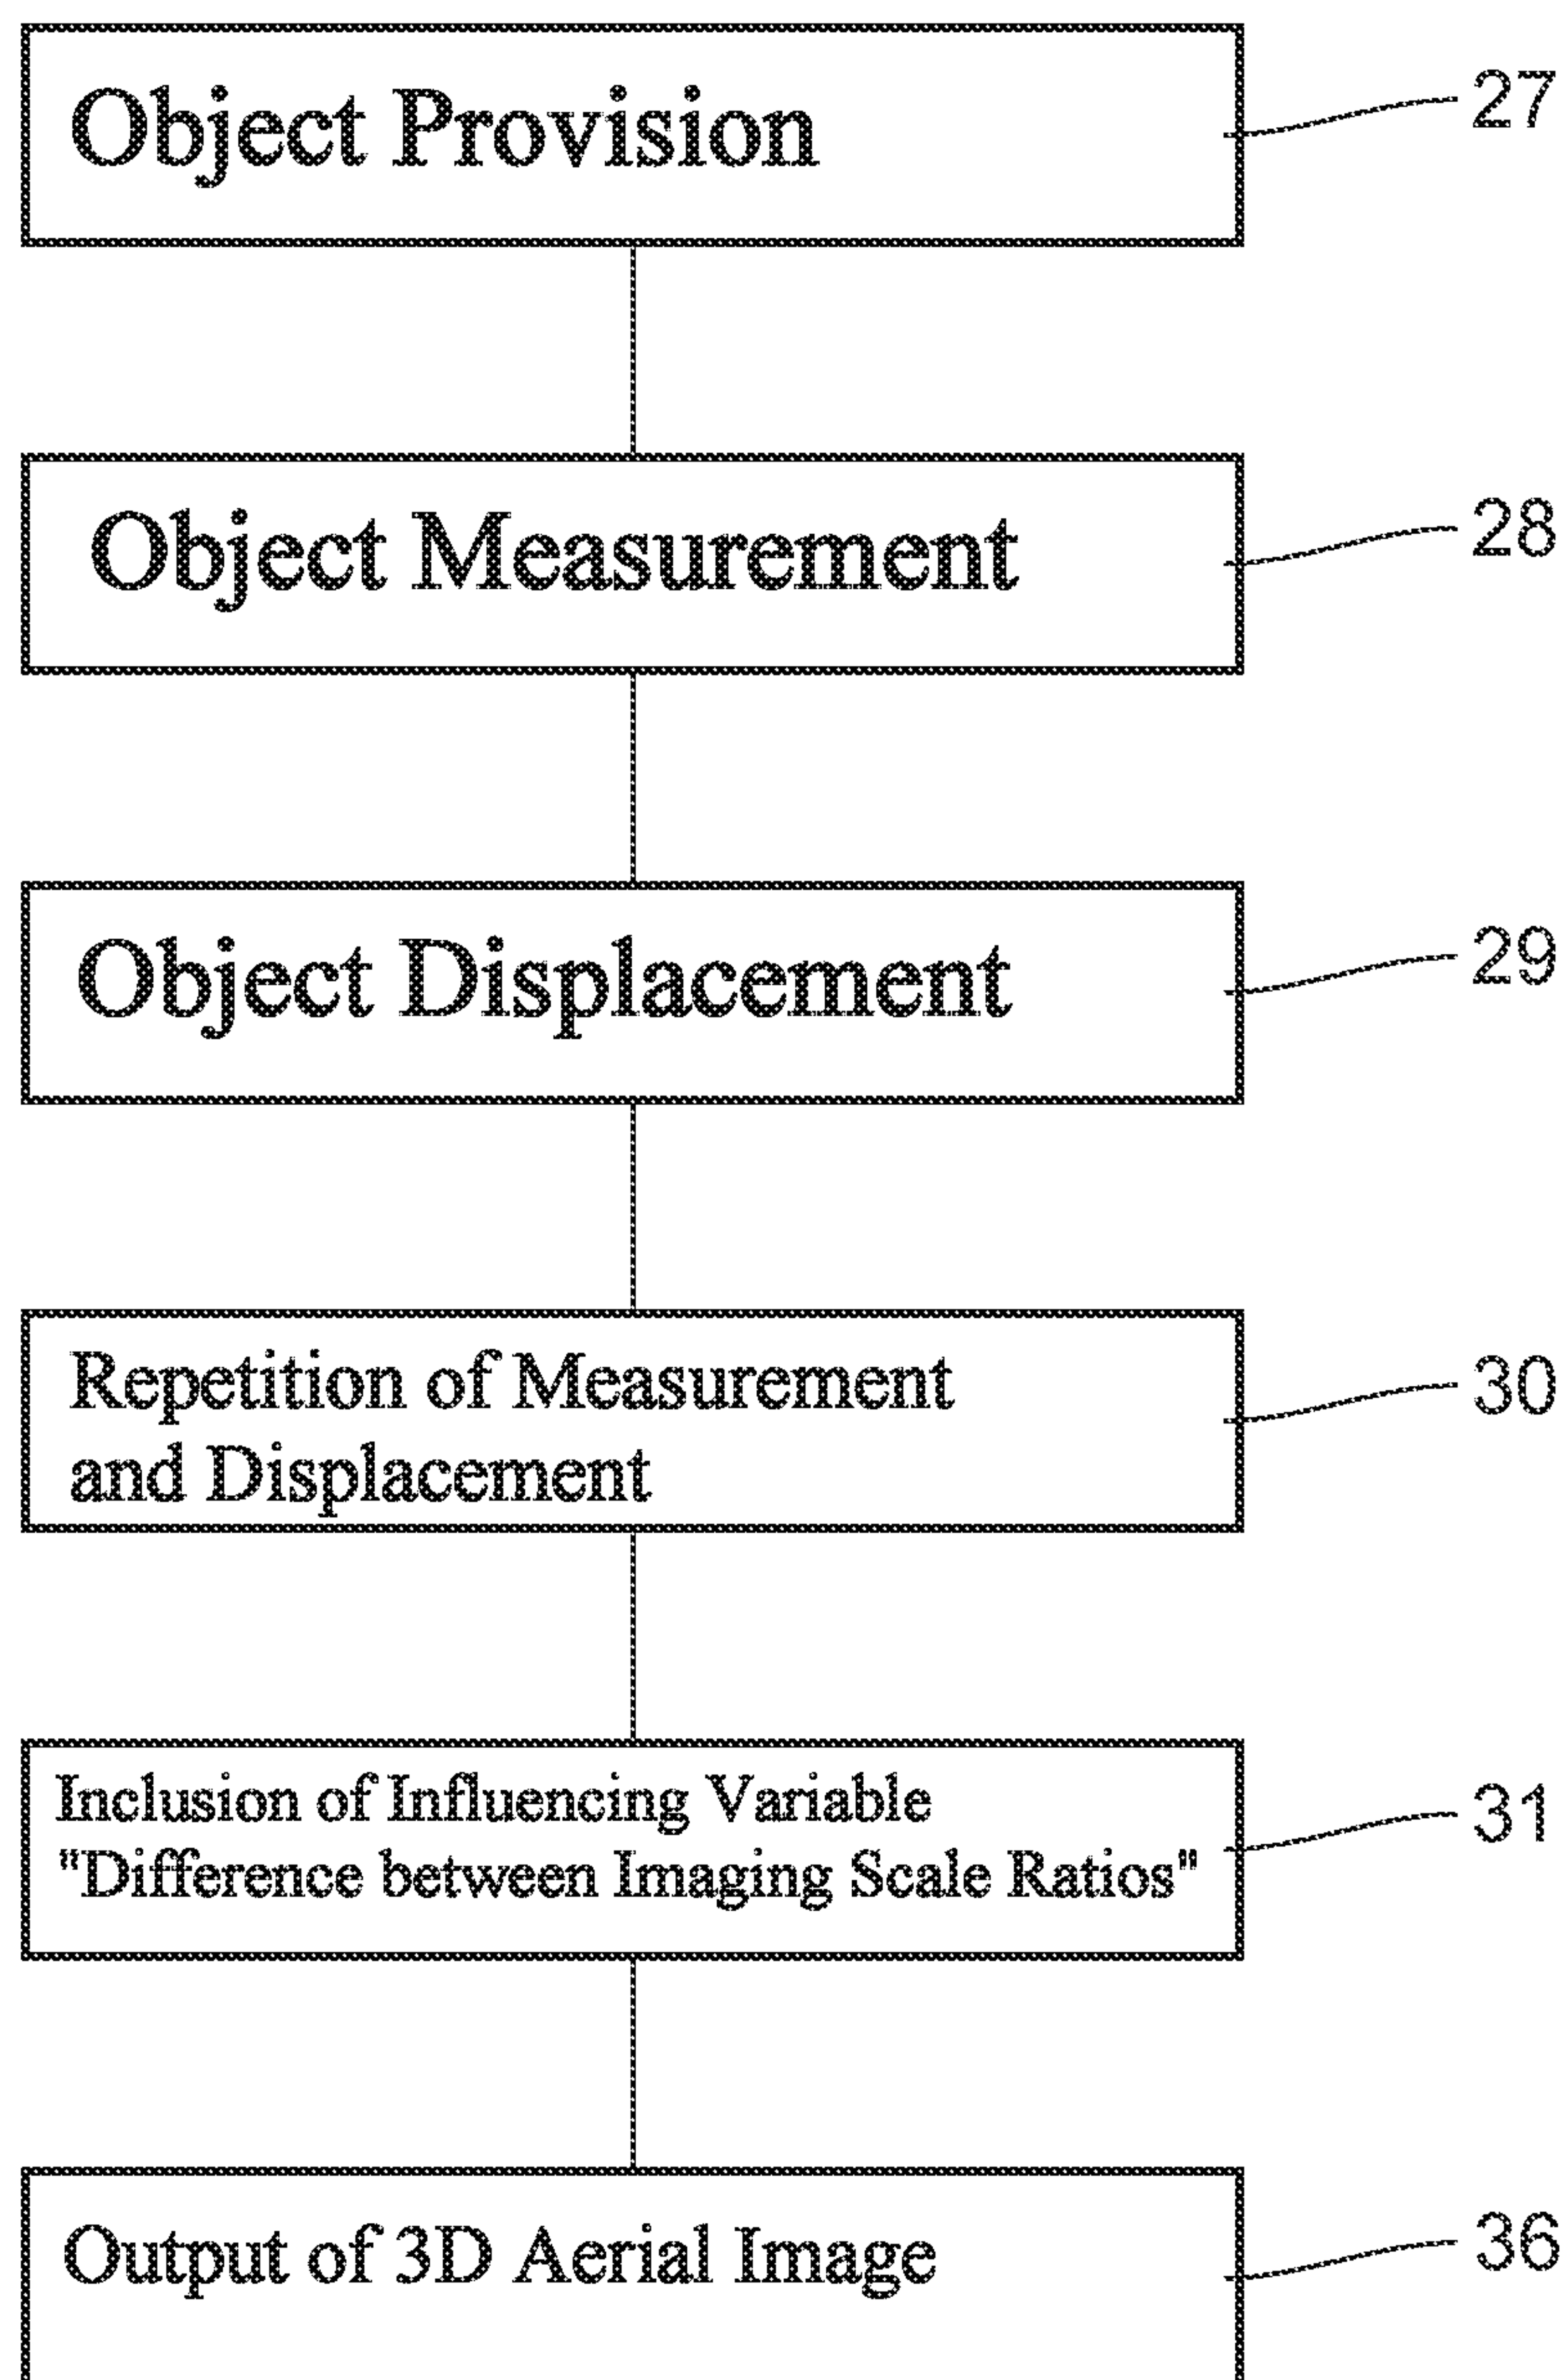 Object Provision
27
Object Measurement
28
Object Displacement
29
Repetition of Measurement
and Displacement
30
Inclusion of Influencing Variable
"Difference between Imaging Scale Ratios"
31
Output of 3D Aerial Image
36